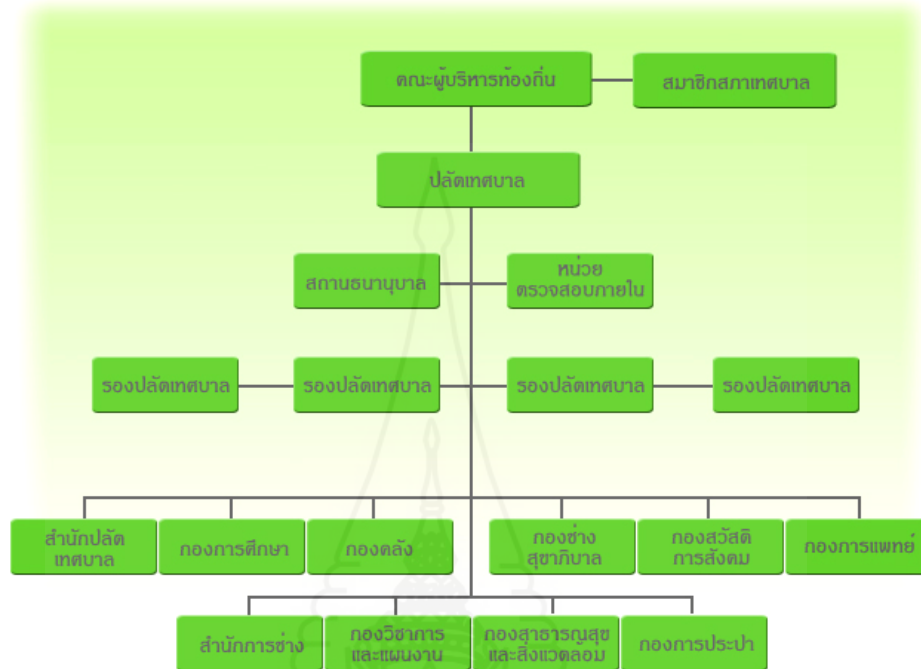 คณะผู้บริหารท้องถิ่น
สมาชิกสภาเทศบาล
ปลัดเทศบาล
สถานธนานุบาล
หน่วย
ตรวจสอบภายใน
รองปลัดเทศบาล
รองปลัดเทศบาล
รองปลัดเทศบาล
รองปลัดเทศบาล
สำนักปลัด
เทศบาล
กองการศึกษา
กองคลัง
กองช่าง
สุขาภิบาล
กองสวัสดิ
การสังคม
กองการแพทย์
สำนักการช่าง
กองวิชาการ
และแผนงาน
กองสาธารณสุข
และสิ่งแวดล้อม
กองการประปา